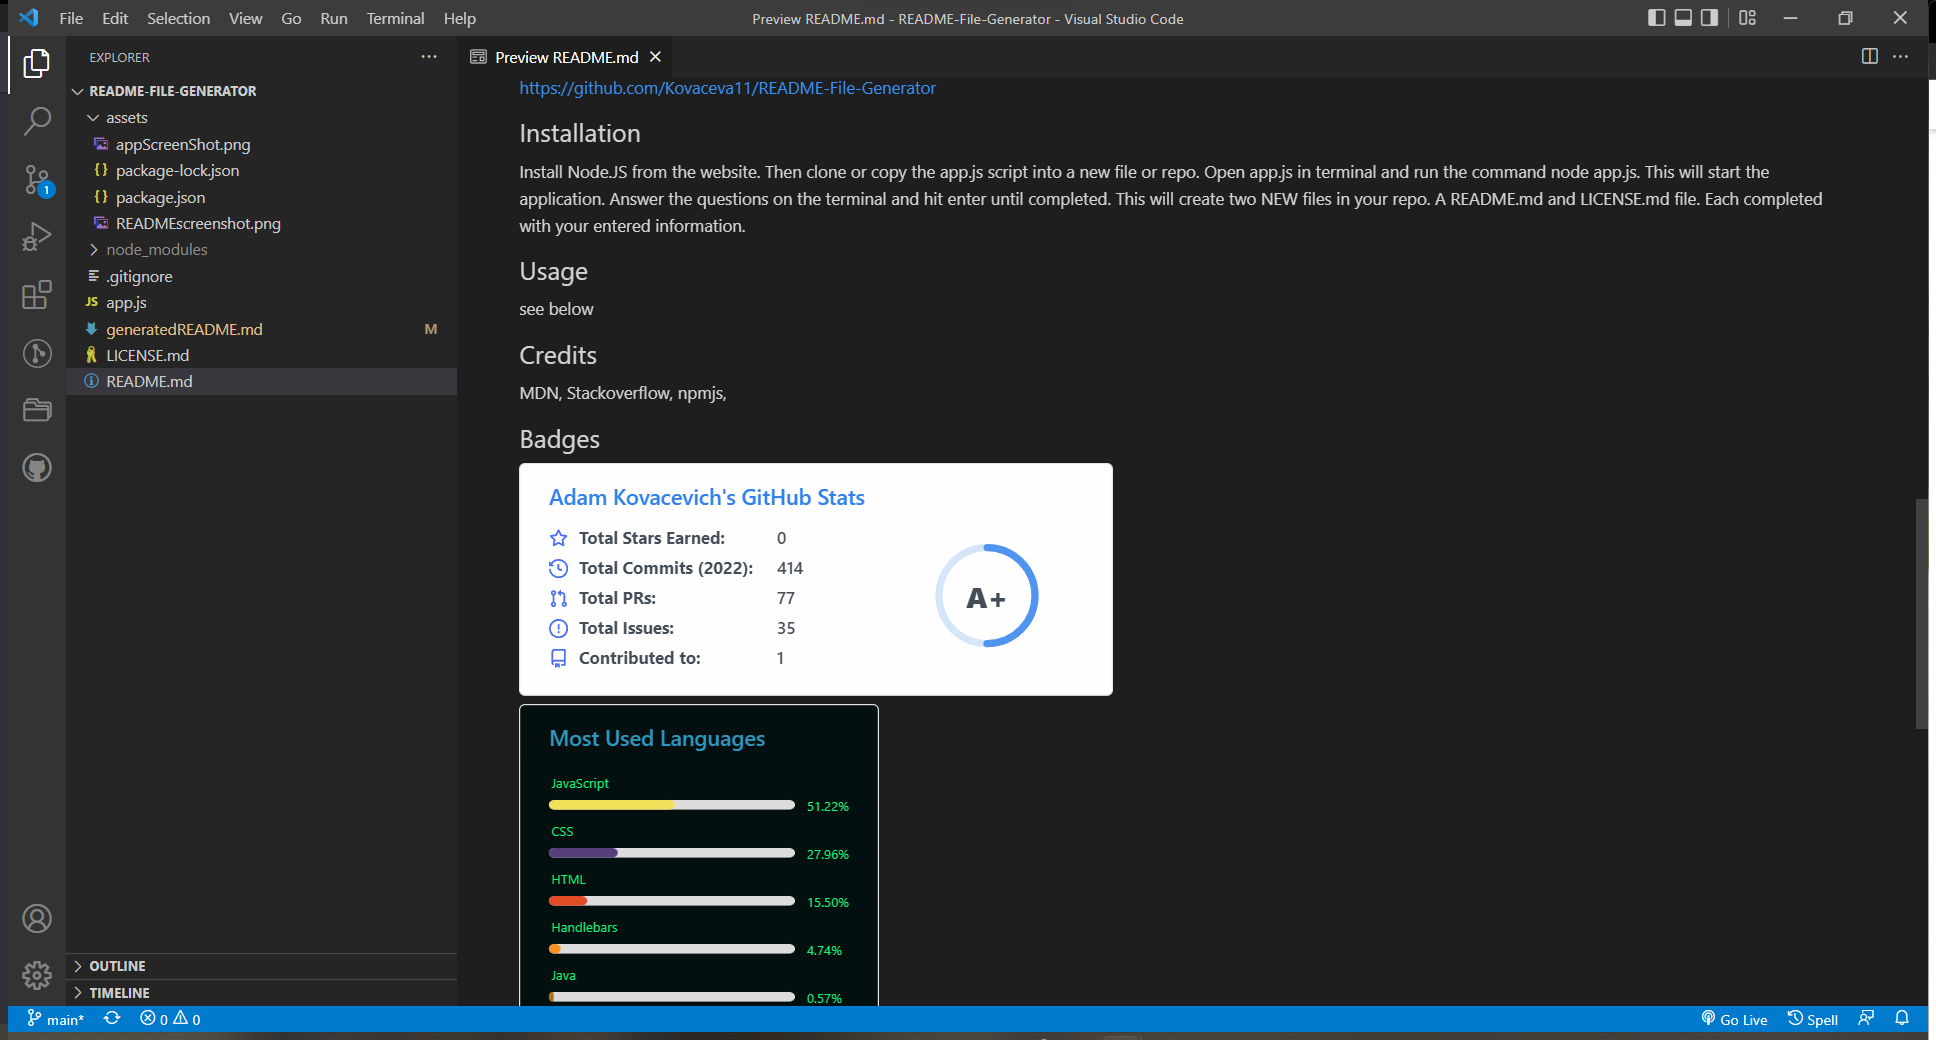 File Edit Selection View Go Run Terminal Help
Preview README.md - README-File-Generator - Visual Studio Code
EXPLORER
README-FILE-GENERATOR
assets
appScreenShot.png
{} package-lock.json
{} package.json
READMEscreenshot.png
node_modules
.gitignore
JS app.js
generatedREADME.md M
LICENSE.md
README.md
OUTLINE
TIMELINE
1
Preview README.md
https://github.com/Kovaceva11/README-File-Generator
Installation
Install Node.JS from the website. Then clone or copy the app.js script into a new file or repo. Open app.js in terminal and run the command node app.js. This will start the
application. Answer the questions on the terminal and hit enter until completed. This will create two NEW files in your repo. A README.md and LICENSE.md file. Each completed
with your entered information.
Usage
see below
Credits
MDN, Stackoverflow, npmjs,
Badges
Adam Kovacevich's GitHub Stats
Total Stars Earned: 0
Total Commits (2022): 414
Total PRs: 77
Total Issues: 35
Contributed to: 1
A+
Most Used Languages
JavaScript
51.22%
CSS
27.96%
HTML
15.50%
Handlebars
4.74%
Java
0.57%
main* 0 0
Go Live Spell